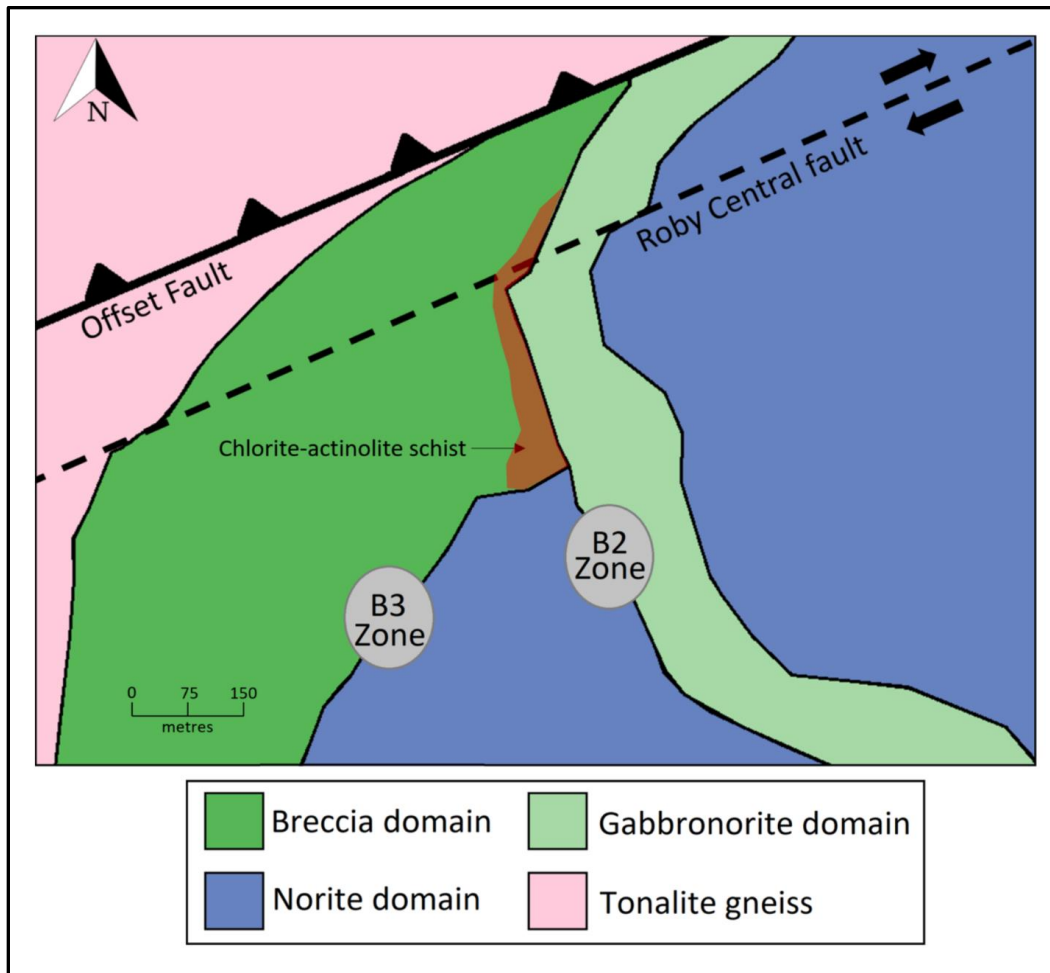 N
Offset Fault
Roby Central fault
Chlorite-actinolite schist
B2
Zone
B3
Zone
0 75 150
metres
Breccia domain
Gabbronorite domain
Norite domain
Tonalite gneiss